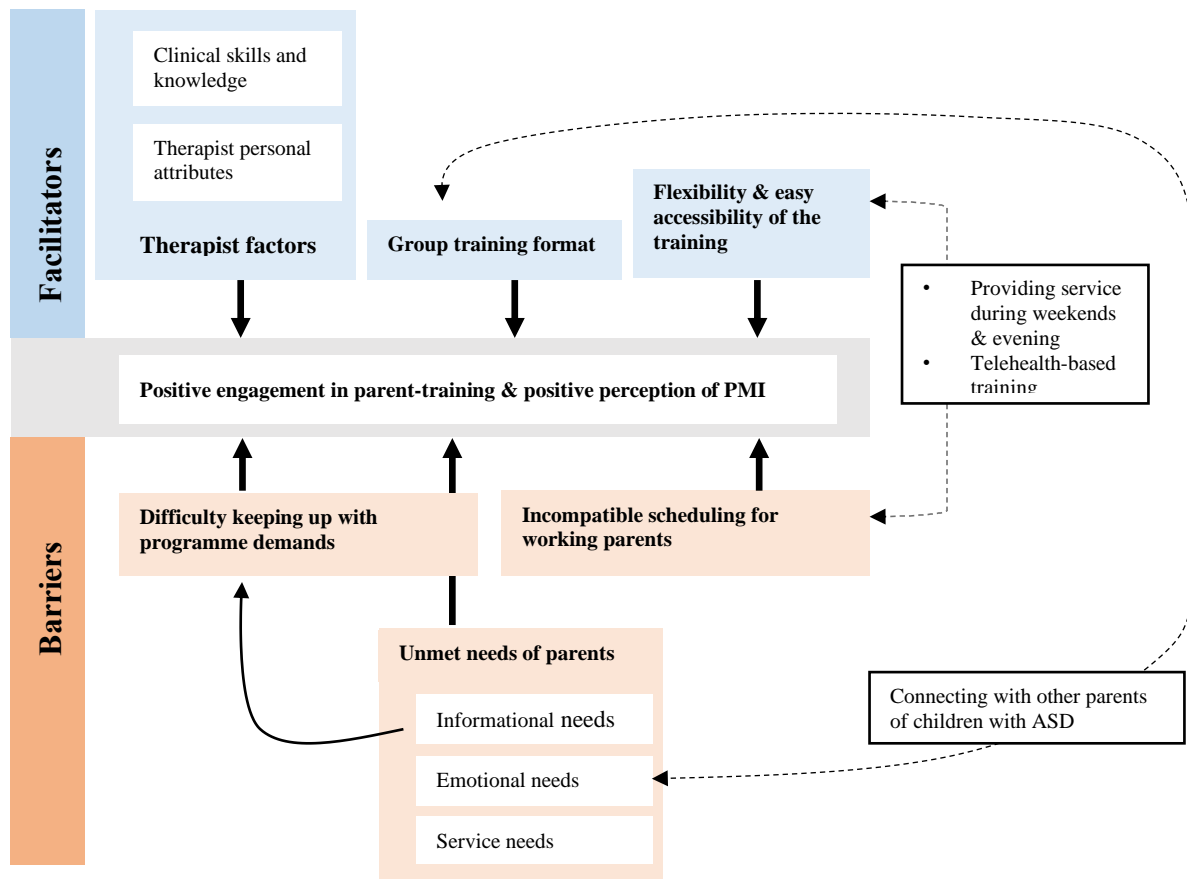 Facilitators
Clinical skills and
knowledge
Therapist personal
attributes
Therapist factors
Group training format
Flexibility & easy
accessibility of the
training
• Providing service
during weekends
& evening
• Telehealth-based
training
Positive engagement in parent-training & positive perception of PMI
Barriers
Difficulty keeping up with
programme demands
Incompatible scheduling for
working parents
Unmet needs of parents
Informational needs
Emotional needs
Service needs
Connecting with other parents
of children with ASD